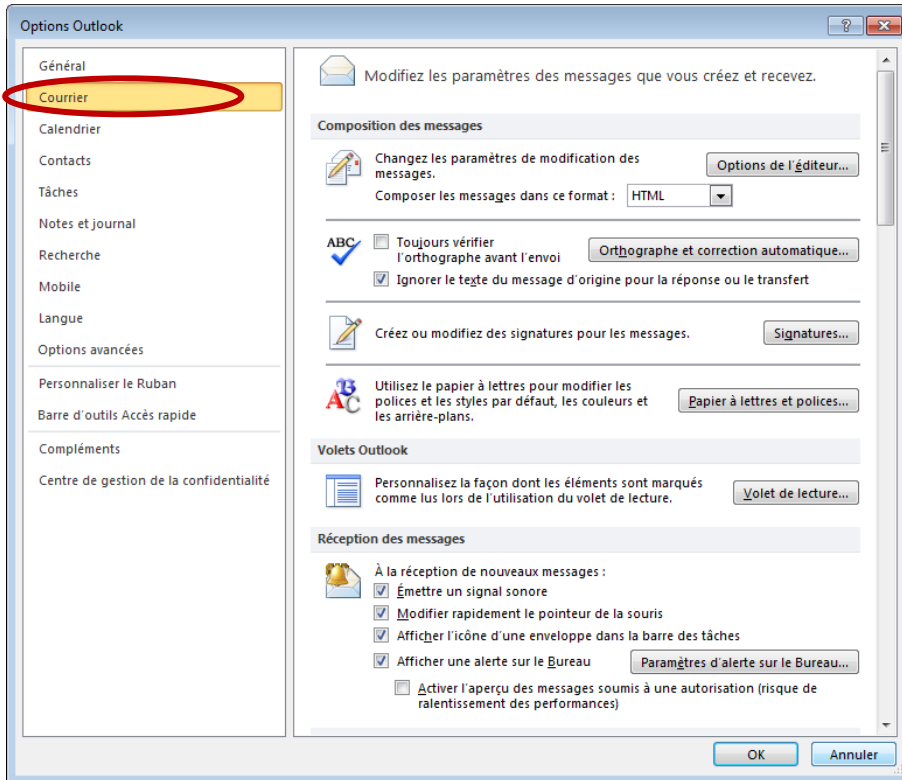 Options Outlook
Général
Courrier
Calendrier
Contacts
Tâches
Notes et journal
Recherche
Mobile
Langue
Options avancées
Personnaliser le Ruban
Barre d'outils Accès rapide
Compléments
Centre de gestion de la confidentialité
Modifiez les paramètres des messages que vous créez et recevez.
Composition des messages
Changez les paramètres de modification des
messages.
Options de l'éditeur...
Composer les messages dans ce format :
HTML
ABC
Toujours vérifier
l'orthographe avant l'envoi
Orthographe et correction automatique...
Ignorer le texte du message d'origine pour la réponse ou le transfert
Créez ou modifiez des signatures pour les messages.
Signatures...
Utilisez le papier à lettres pour modifier les
polices et les styles par défaut, les couleurs et
les arrière-plans.
Papier à lettres et polices...
Volets Outlook
Personnalisez la façon dont les éléments sont marqués
comme lus lors de l'utilisation du volet de lecture.
Volet de lecture...
Réception des messages
À la réception de nouveaux messages :
Émettre un signal sonore
Modifier rapidement le pointeur de la souris
Afficher l'icône d'une enveloppe dans la barre des tâches
Afficher une alerte sur le Bureau
Paramètres d'alerte sur le Bureau...
Activer l'aperçu des messages soumis à une autorisation (risque de
ralentissement des performances)
OK
Annuler